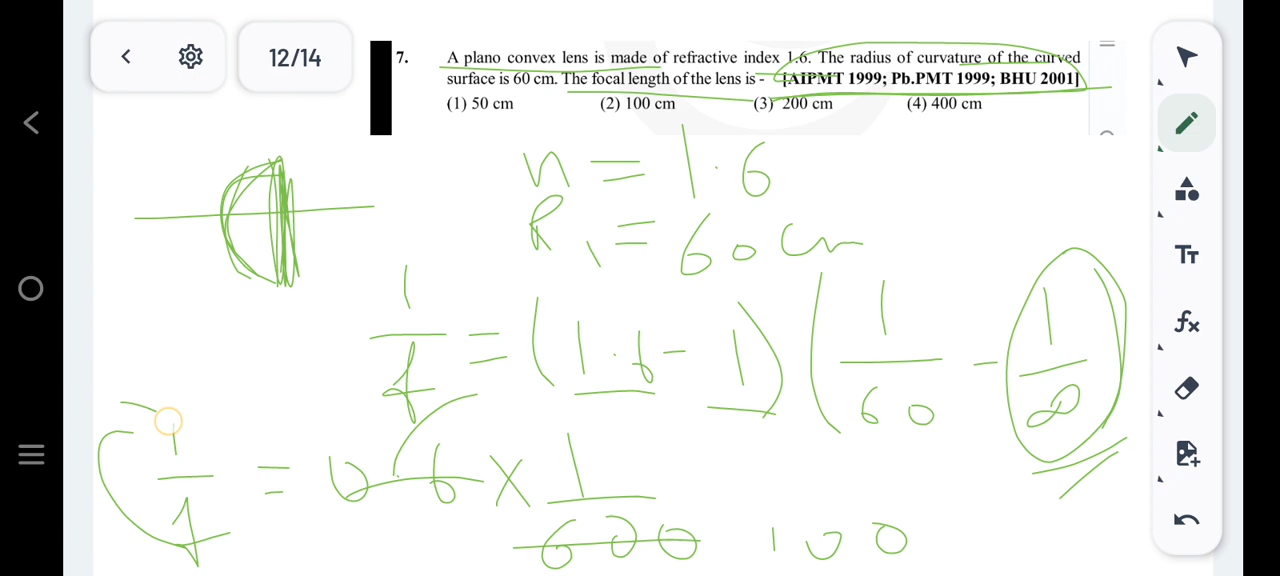 12/14
7. A plano convex lens is made of refractive index 1.6. The radius of curvature of the curved
surface is 60 cm. The focal length of the lens is - [AIPMT 1999; Pb.PMT 1999; BHU 2001]
(1) 50 cm (2) 100 cm (3) 200 cm (4) 400 cm
n = 1.6
R₁ = 60 cm
1/f = (1.6 - 1) (1/60 - 1/∞)
1/f = 0.6 × 1/600 100
Tт
fx